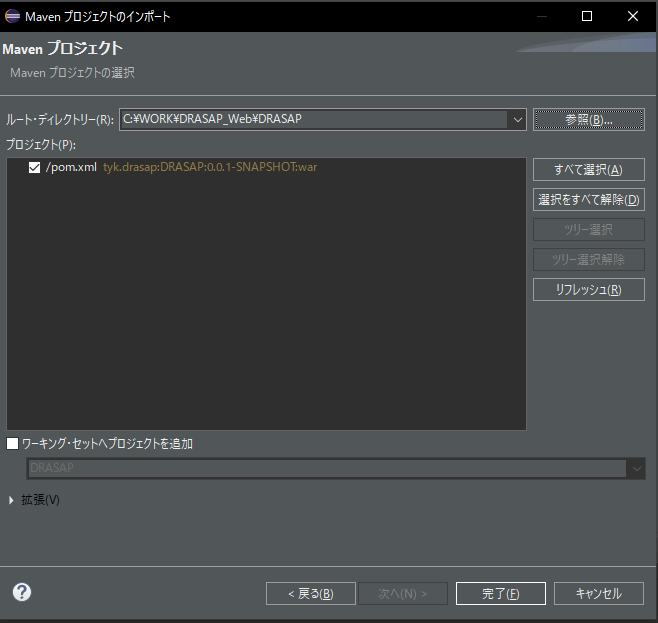 Maven プロジェクトのインポート
Maven プロジェクト
Maven プロジェクトの選択
ルート・ディレクトリー(R): C:¥WORK¥DRASAP_Web¥DRASAP 参照(B)...
プロジェクト(P):
/pom.xml tyk.drasap:DRASAP:0.0.1-SNAPSHOT:war
すべて選択(A)
選択をすべて解除(D)
ツリー選択
ツリー選択解除
リフレッシュ(R)
ワーキング・セットへプロジェクトを追加
DRASAP
拡張(V)
?
< 戻る(B) 次へ(N) > 完了(F) キャンセル